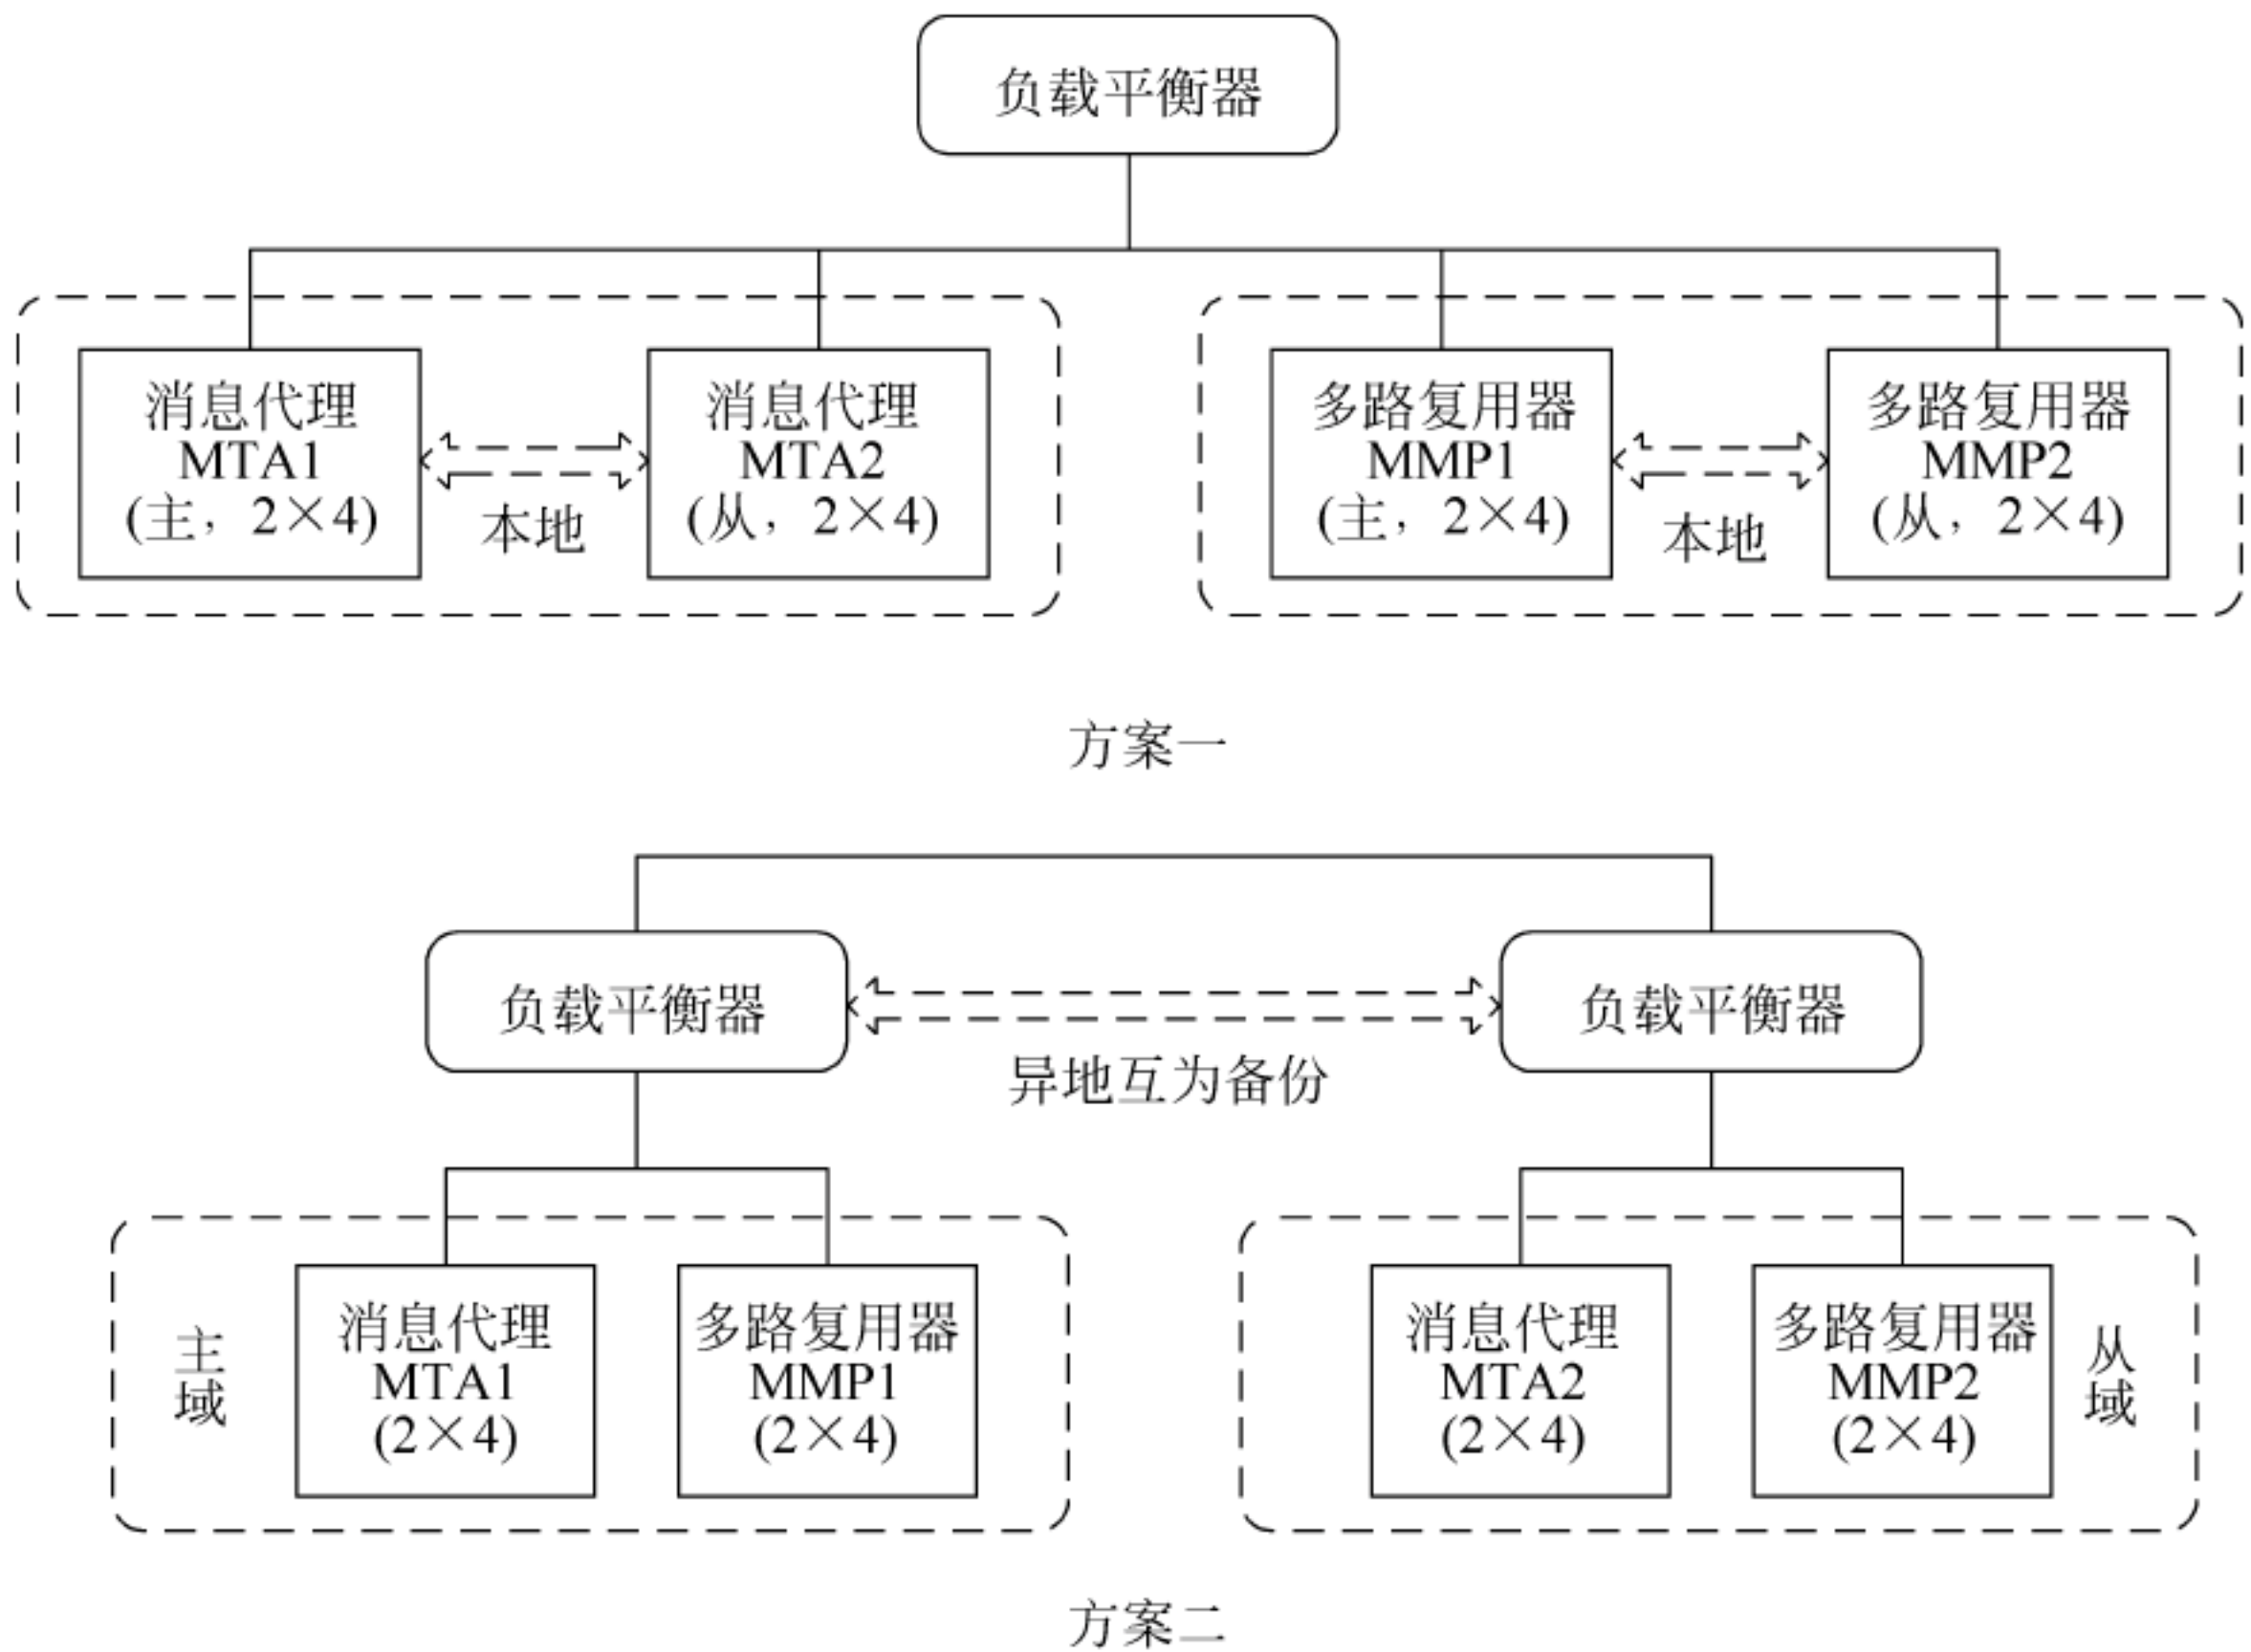 负载平衡器
消息代理
MTA1
(主，2×4)
本地
消息代理
MTA2
(从，2×4)
多路复用器
MMP1
(主，2×4)
本地
多路复用器
MMP2
(从，2×4)
方案一
负载平衡器
异地互为备份
负载平衡器
主域
消息代理
MTA1
(2×4)
多路复用器
MMP1
(2×4)
消息代理
MTA2
(2×4)
多路复用器
MMP2
(2×4)
从域
方案二